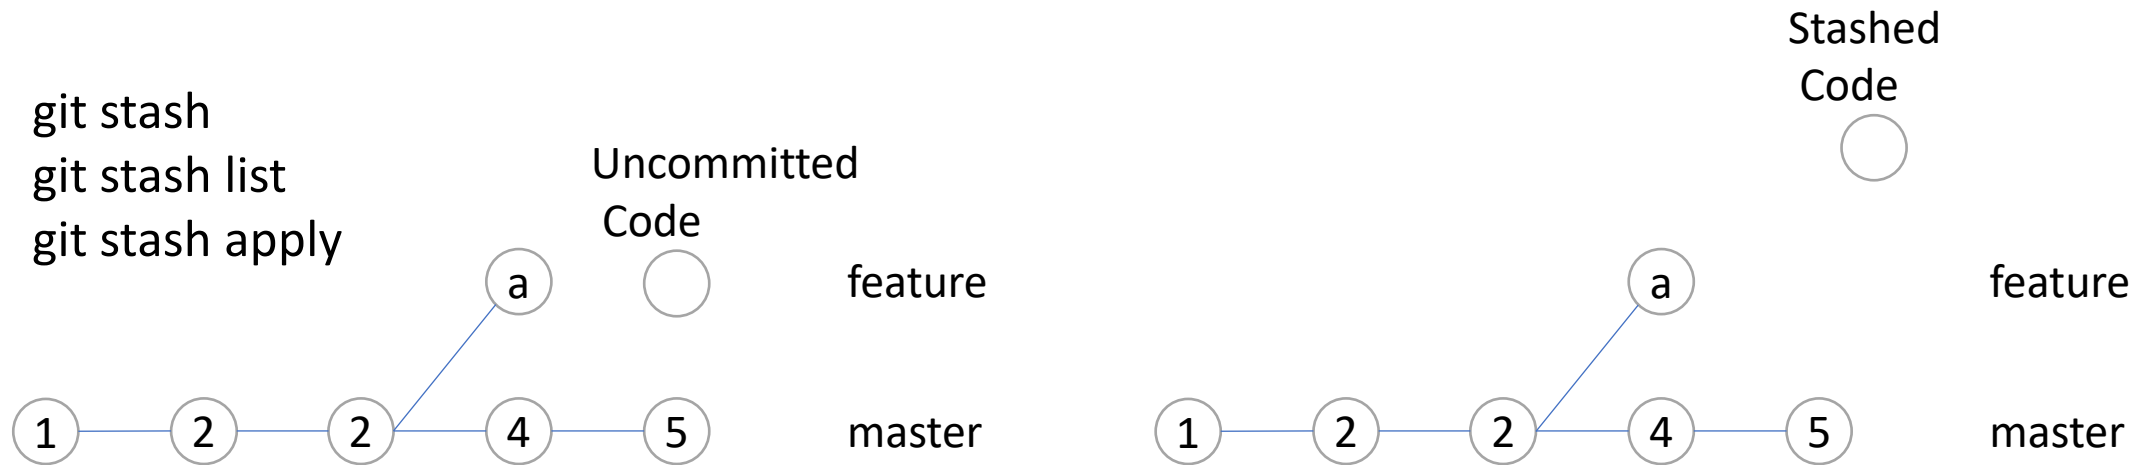 git stash
git stash list
git stash apply
Uncommitted
Code
a
feature
1 2 2 4 5 master
Stashed
Code
a
feature
1 2 2 4 5 master